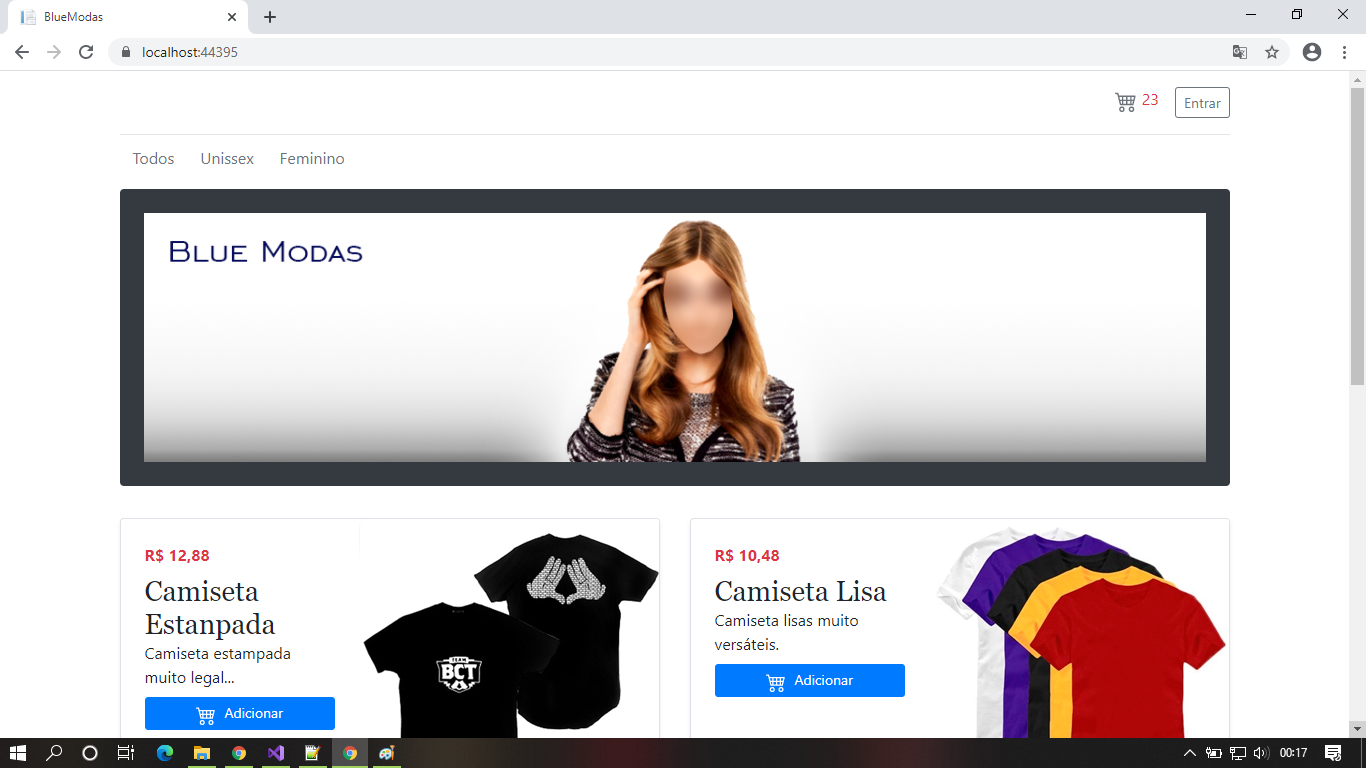 BlueModas
localhost:44395
23
Entrar
Todos Unissex Feminino
BLUE MODAS
R$ 12,88
Camiseta
Estanpada
Camiseta estampada
muito legal...
Adicionar
TEAM
BCT
R$ 10,48
Camiseta Lisa
Camiseta lisas muito
versáteis.
Adicionar
00:17